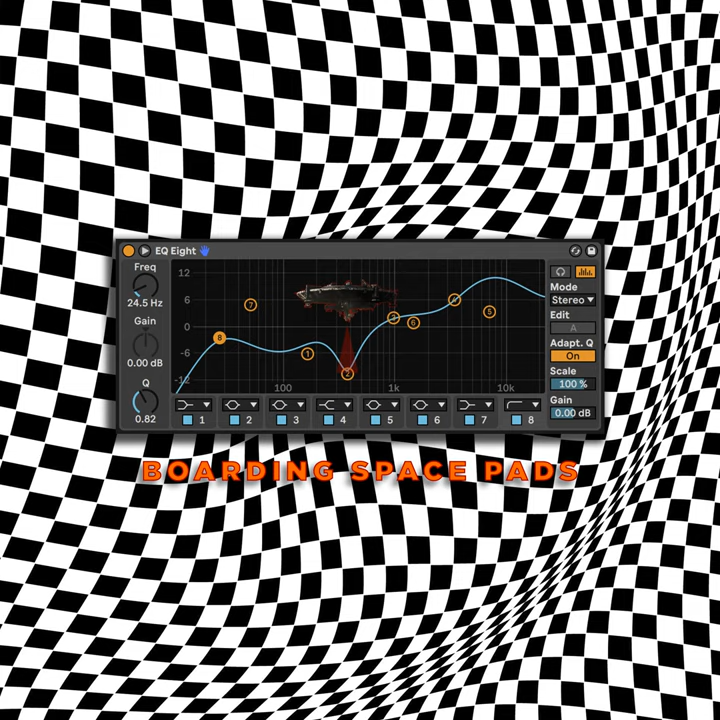 EQ Eight
Freq
24.5 Hz
Gain
0.00 dB
Q
0.82
12
6
0
-6
-12
100
1k
10k
8
7
1
2
6
5
Mode
Stereo
Edit
A
Adapt. Q
On
Scale
100 %
Gain
0.00 dB
1 2 3 4 5 6 7 8
BOARDING SPACE PADS